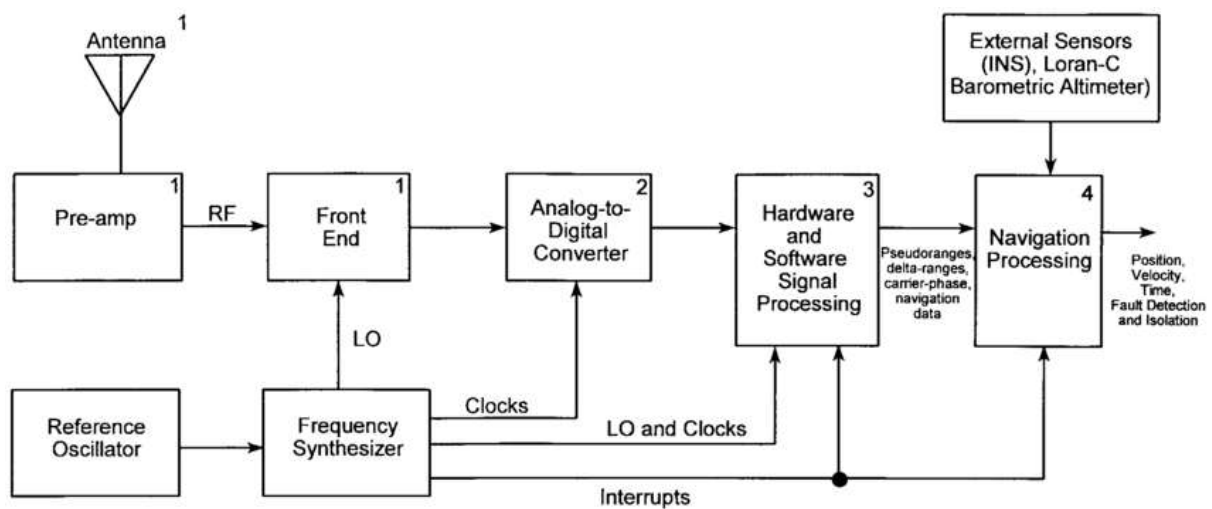 1
Antenna
External Sensors
(INS), Loran-C
Barometric Altimeter)
1
Pre-amp
RF
1
Front
End
2
Analog-to-
Digital
Converter
3
Hardware
and
Software
Signal
Processing
Pseudoranges,
delta-ranges,
carrier-phase,
navigation
data
4
Navigation
Processing
Position,
Velocity,
Time,
Fault Detection
and Isolation
LO
Reference
Oscillator
Frequency
Synthesizer
Clocks
LO and Clocks
Interrupts